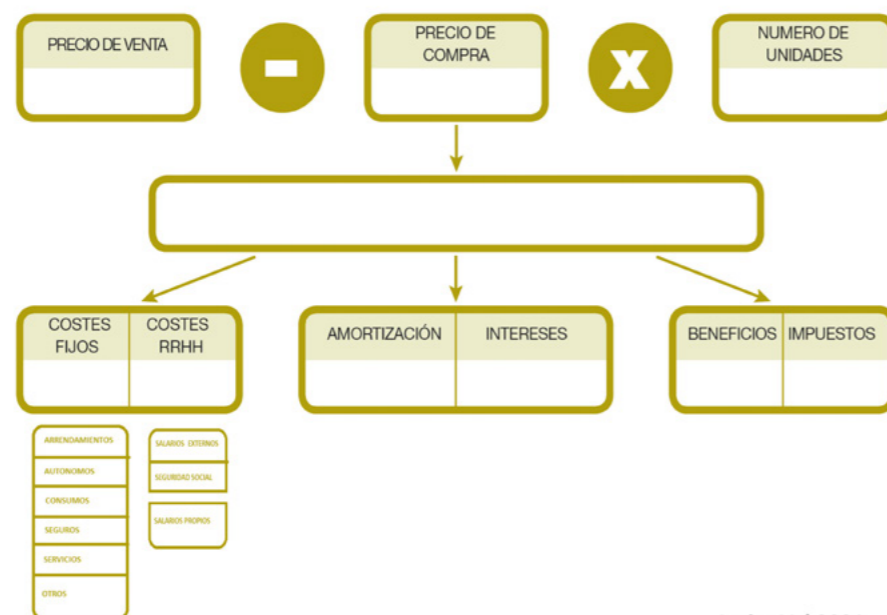 PRECIO DE VENTA
-
PRECIO DE
COMPRA
X
NUMERO DE
UNIDADES
COSTES
FIJOS
COSTES
RRHH
AMORTIZACIÓN
INTERESES
BENEFICIOS
IMPUESTOS
ARRENDAMIENTOS
AUTONOMOS
CONSUMOS
SEGUROS
SERVICIOS
OTROS
SALARIOS EXTERNOS
SEGURIDAD SOCIAL
SALARIOS PROPIOS